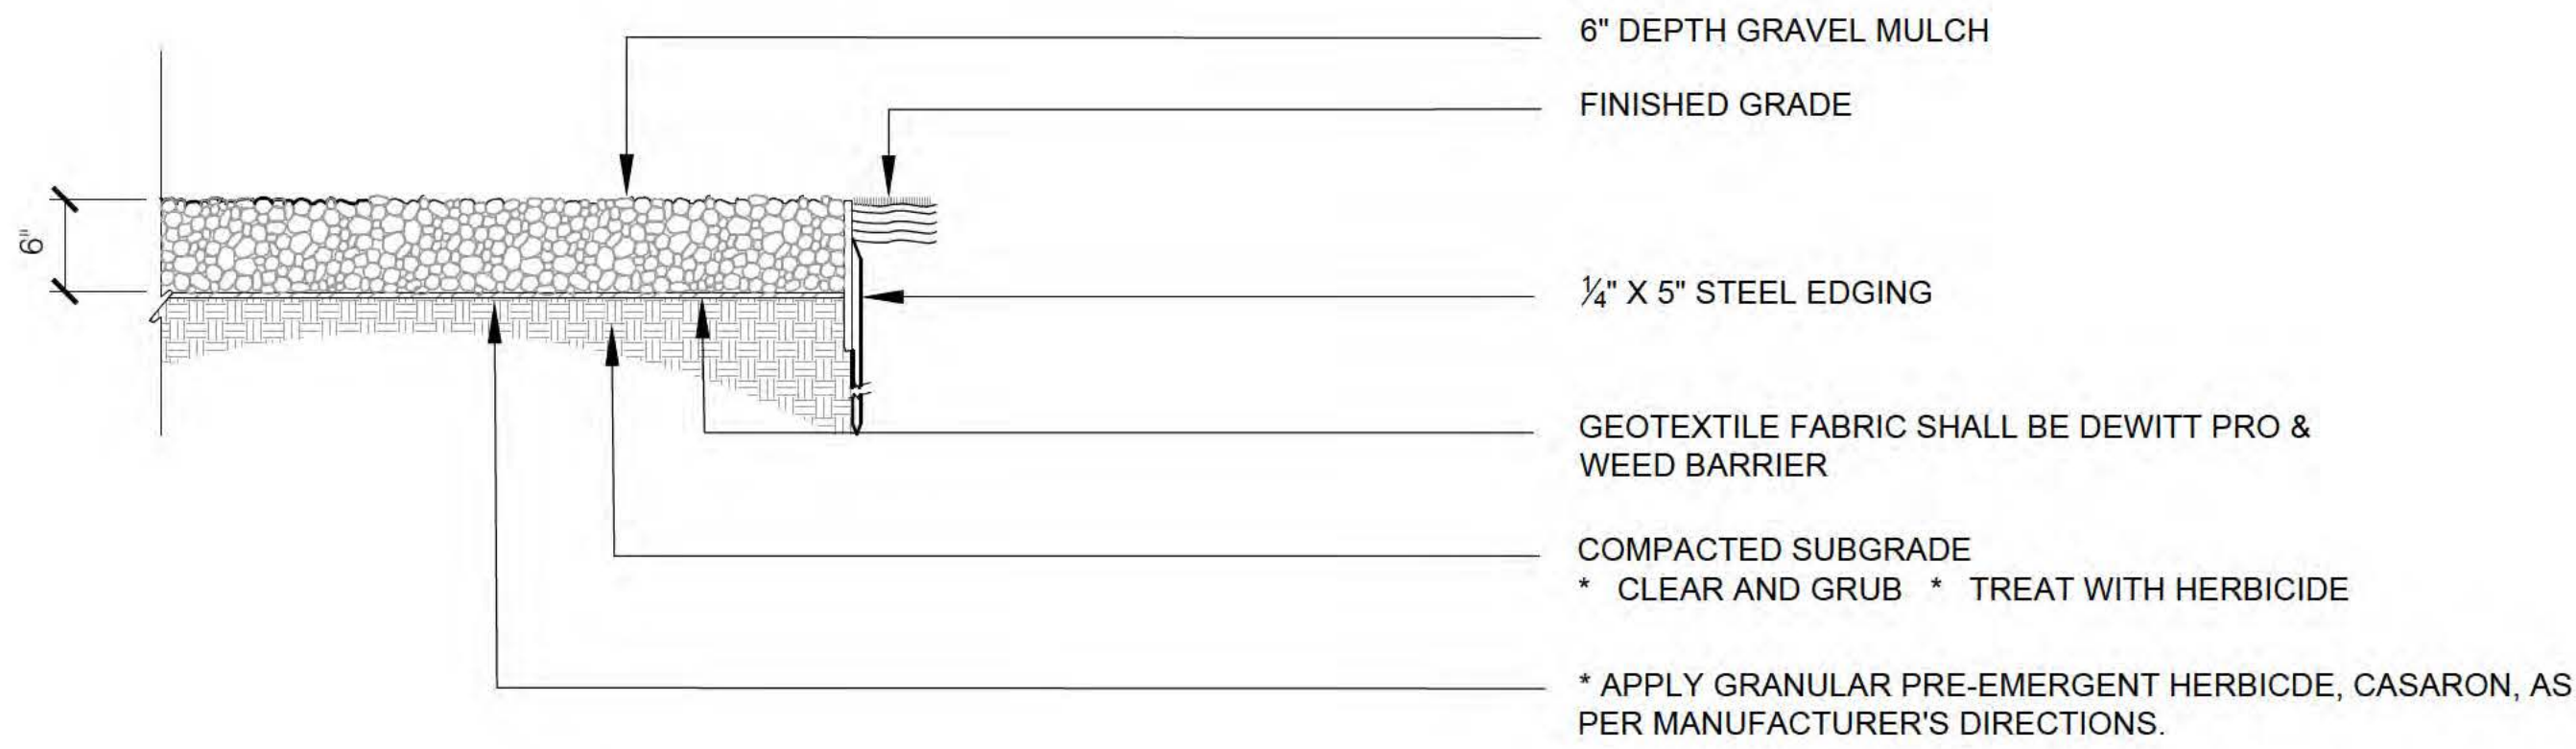 6" DEPTH GRAVEL MULCH
FINISHED GRADE
6"
¼" X 5" STEEL EDGING
GEOTEXTILE FABRIC SHALL BE DEWITT PRO &
WEED BARRIER
COMPACTED SUBGRADE
* CLEAR AND GRUB * TREAT WITH HERBICIDE
* APPLY GRANULAR PRE-EMERGENT HERBICDE, CASARON, AS
PER MANUFACTURER'S DIRECTIONS.